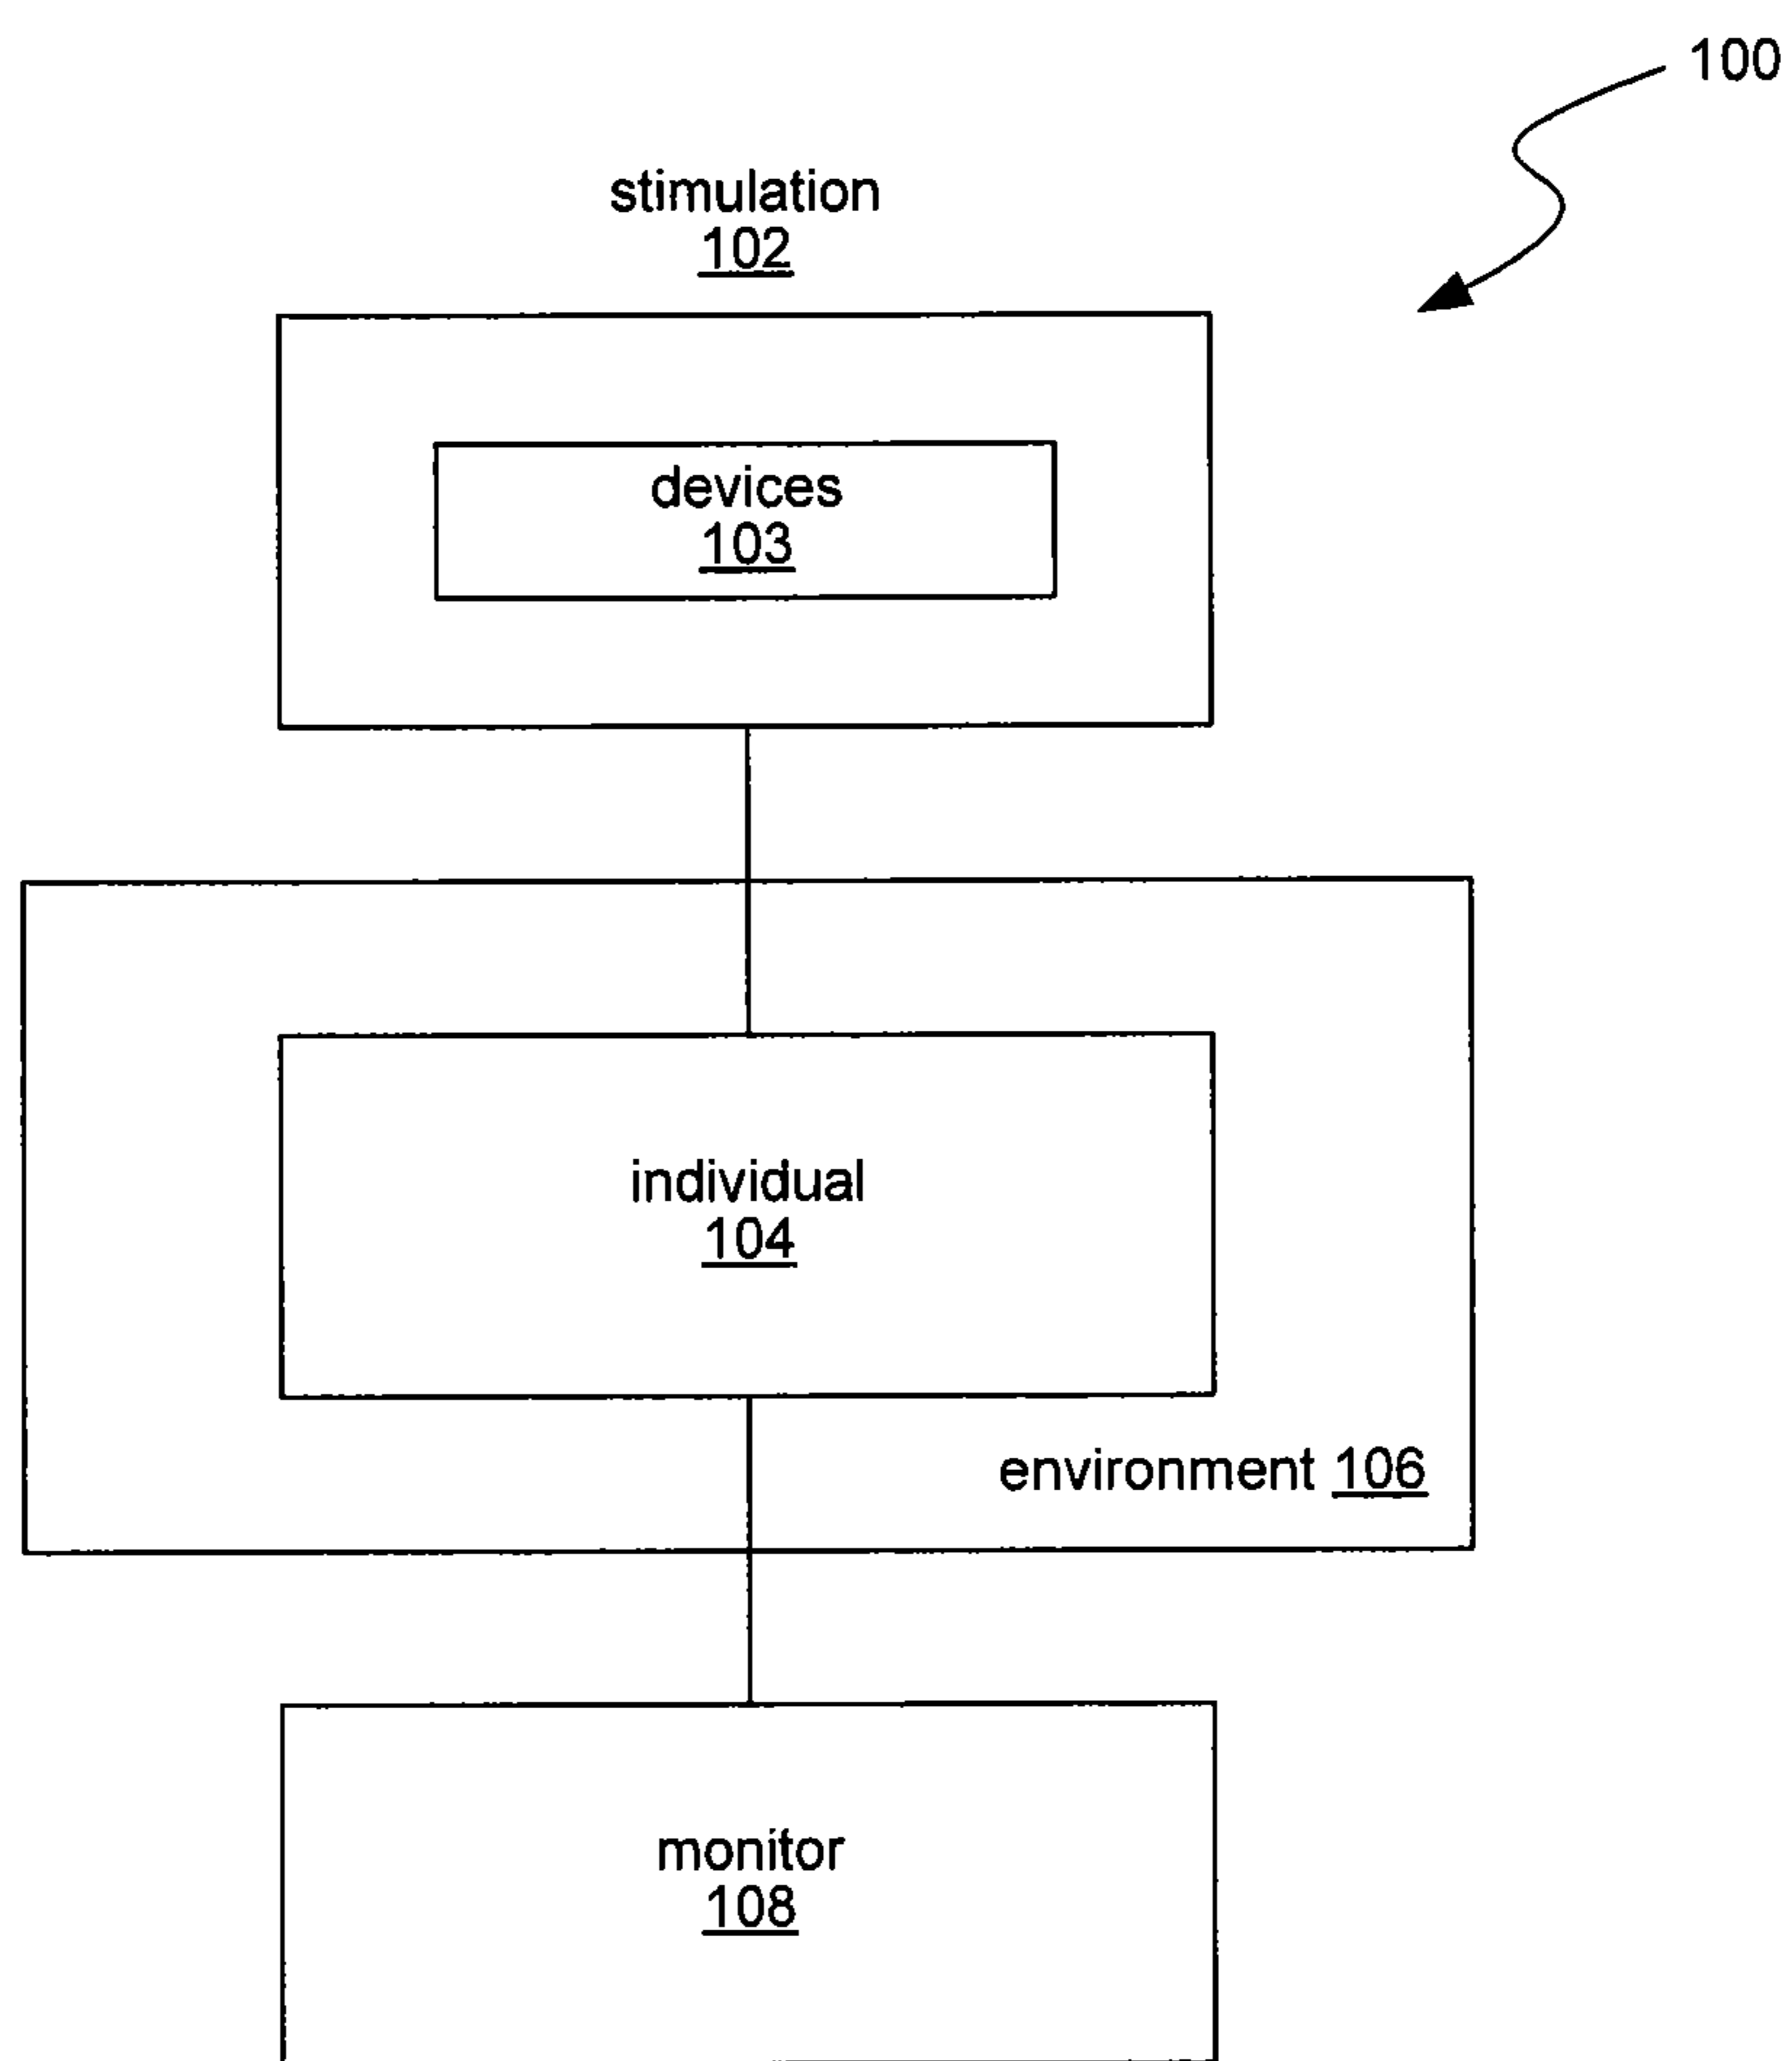 100
stimulation
102
devices
103
individual
104
environment 106
monitor
108